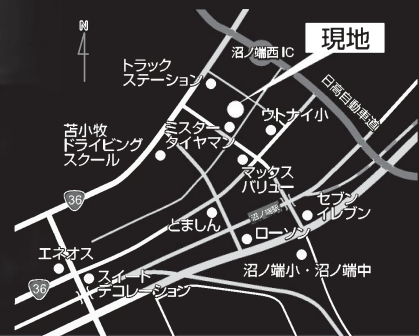 N
沼ノ端西IC
現地
トラック
ステーション
日高自動車道
ウトナイ小
ミスター
タイヤマン
苫小牧
ドライビング
スクール
マックス
バリュー
36
セブン
イレブン
沼ノ端駅
とましん
ローソン
エネオス
沼ノ端小・沼ノ端中
36
スイート
デコレーション